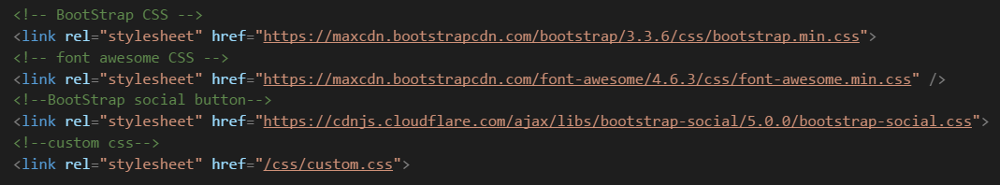 <!-- BootStrap CSS -->
<link rel="stylesheet" href="https://maxcdn.bootstrapcdn.com/bootstrap/3.3.6/css/bootstrap.min.css">
<!-- font awesome CSS -->
<link rel="stylesheet" href="https://maxcdn.bootstrapcdn.com/font-awesome/4.6.3/css/font-awesome.min.css" />
<!--BootStrap social button-->
<link rel="stylesheet" href="https://cdnjs.cloudflare.com/ajax/libs/bootstrap-social/5.0.0/bootstrap-social.css">
<!--custom css-->
<link rel="stylesheet" href="/css/custom.css">